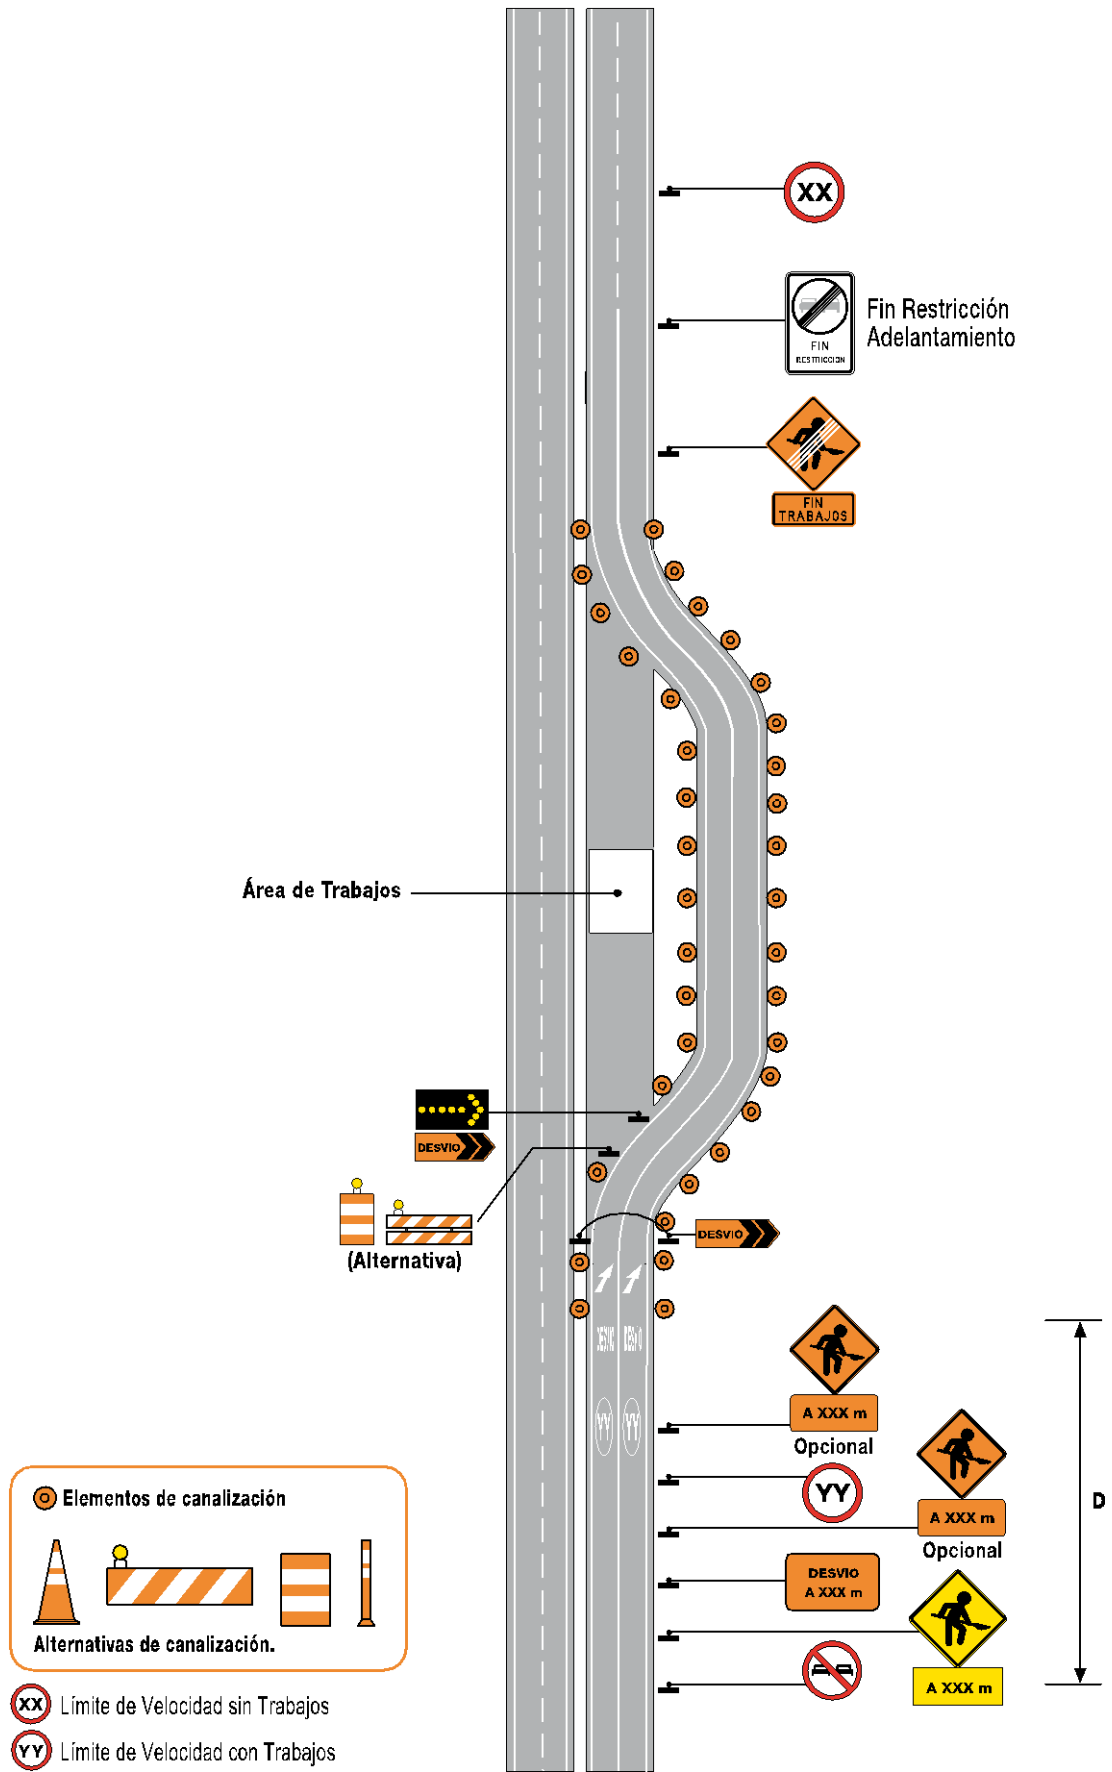 XX
Fin Restricción
Adelantamiento
FIN
RESTRICCION
FIN
TRABAJOS
Área de Trabajos
DESVIO
(Alternativa)
DESVIO
DESVIO DESVIO
YY YY
A XXX m
Opcional
YY
A XXX m
Opcional
DESVIO
A XXX m
A XXX m
D
Elementos de canalización
Alternativas de canalización.
XX Límite de Velocidad sin Trabajos
YY Límite de Velocidad con Trabajos